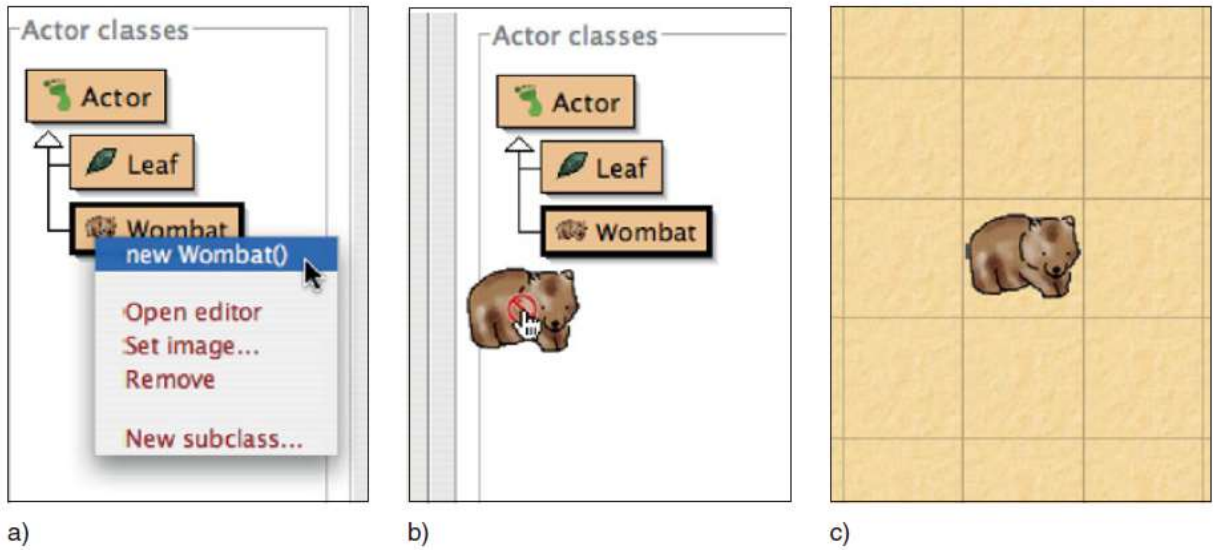 Actor classes
Actor
Leaf
Wombat
new Wombat()
Open editor
Set image...
Remove
New subclass...
a)
Actor classes
Actor
Leaf
Wombat
b)
c)